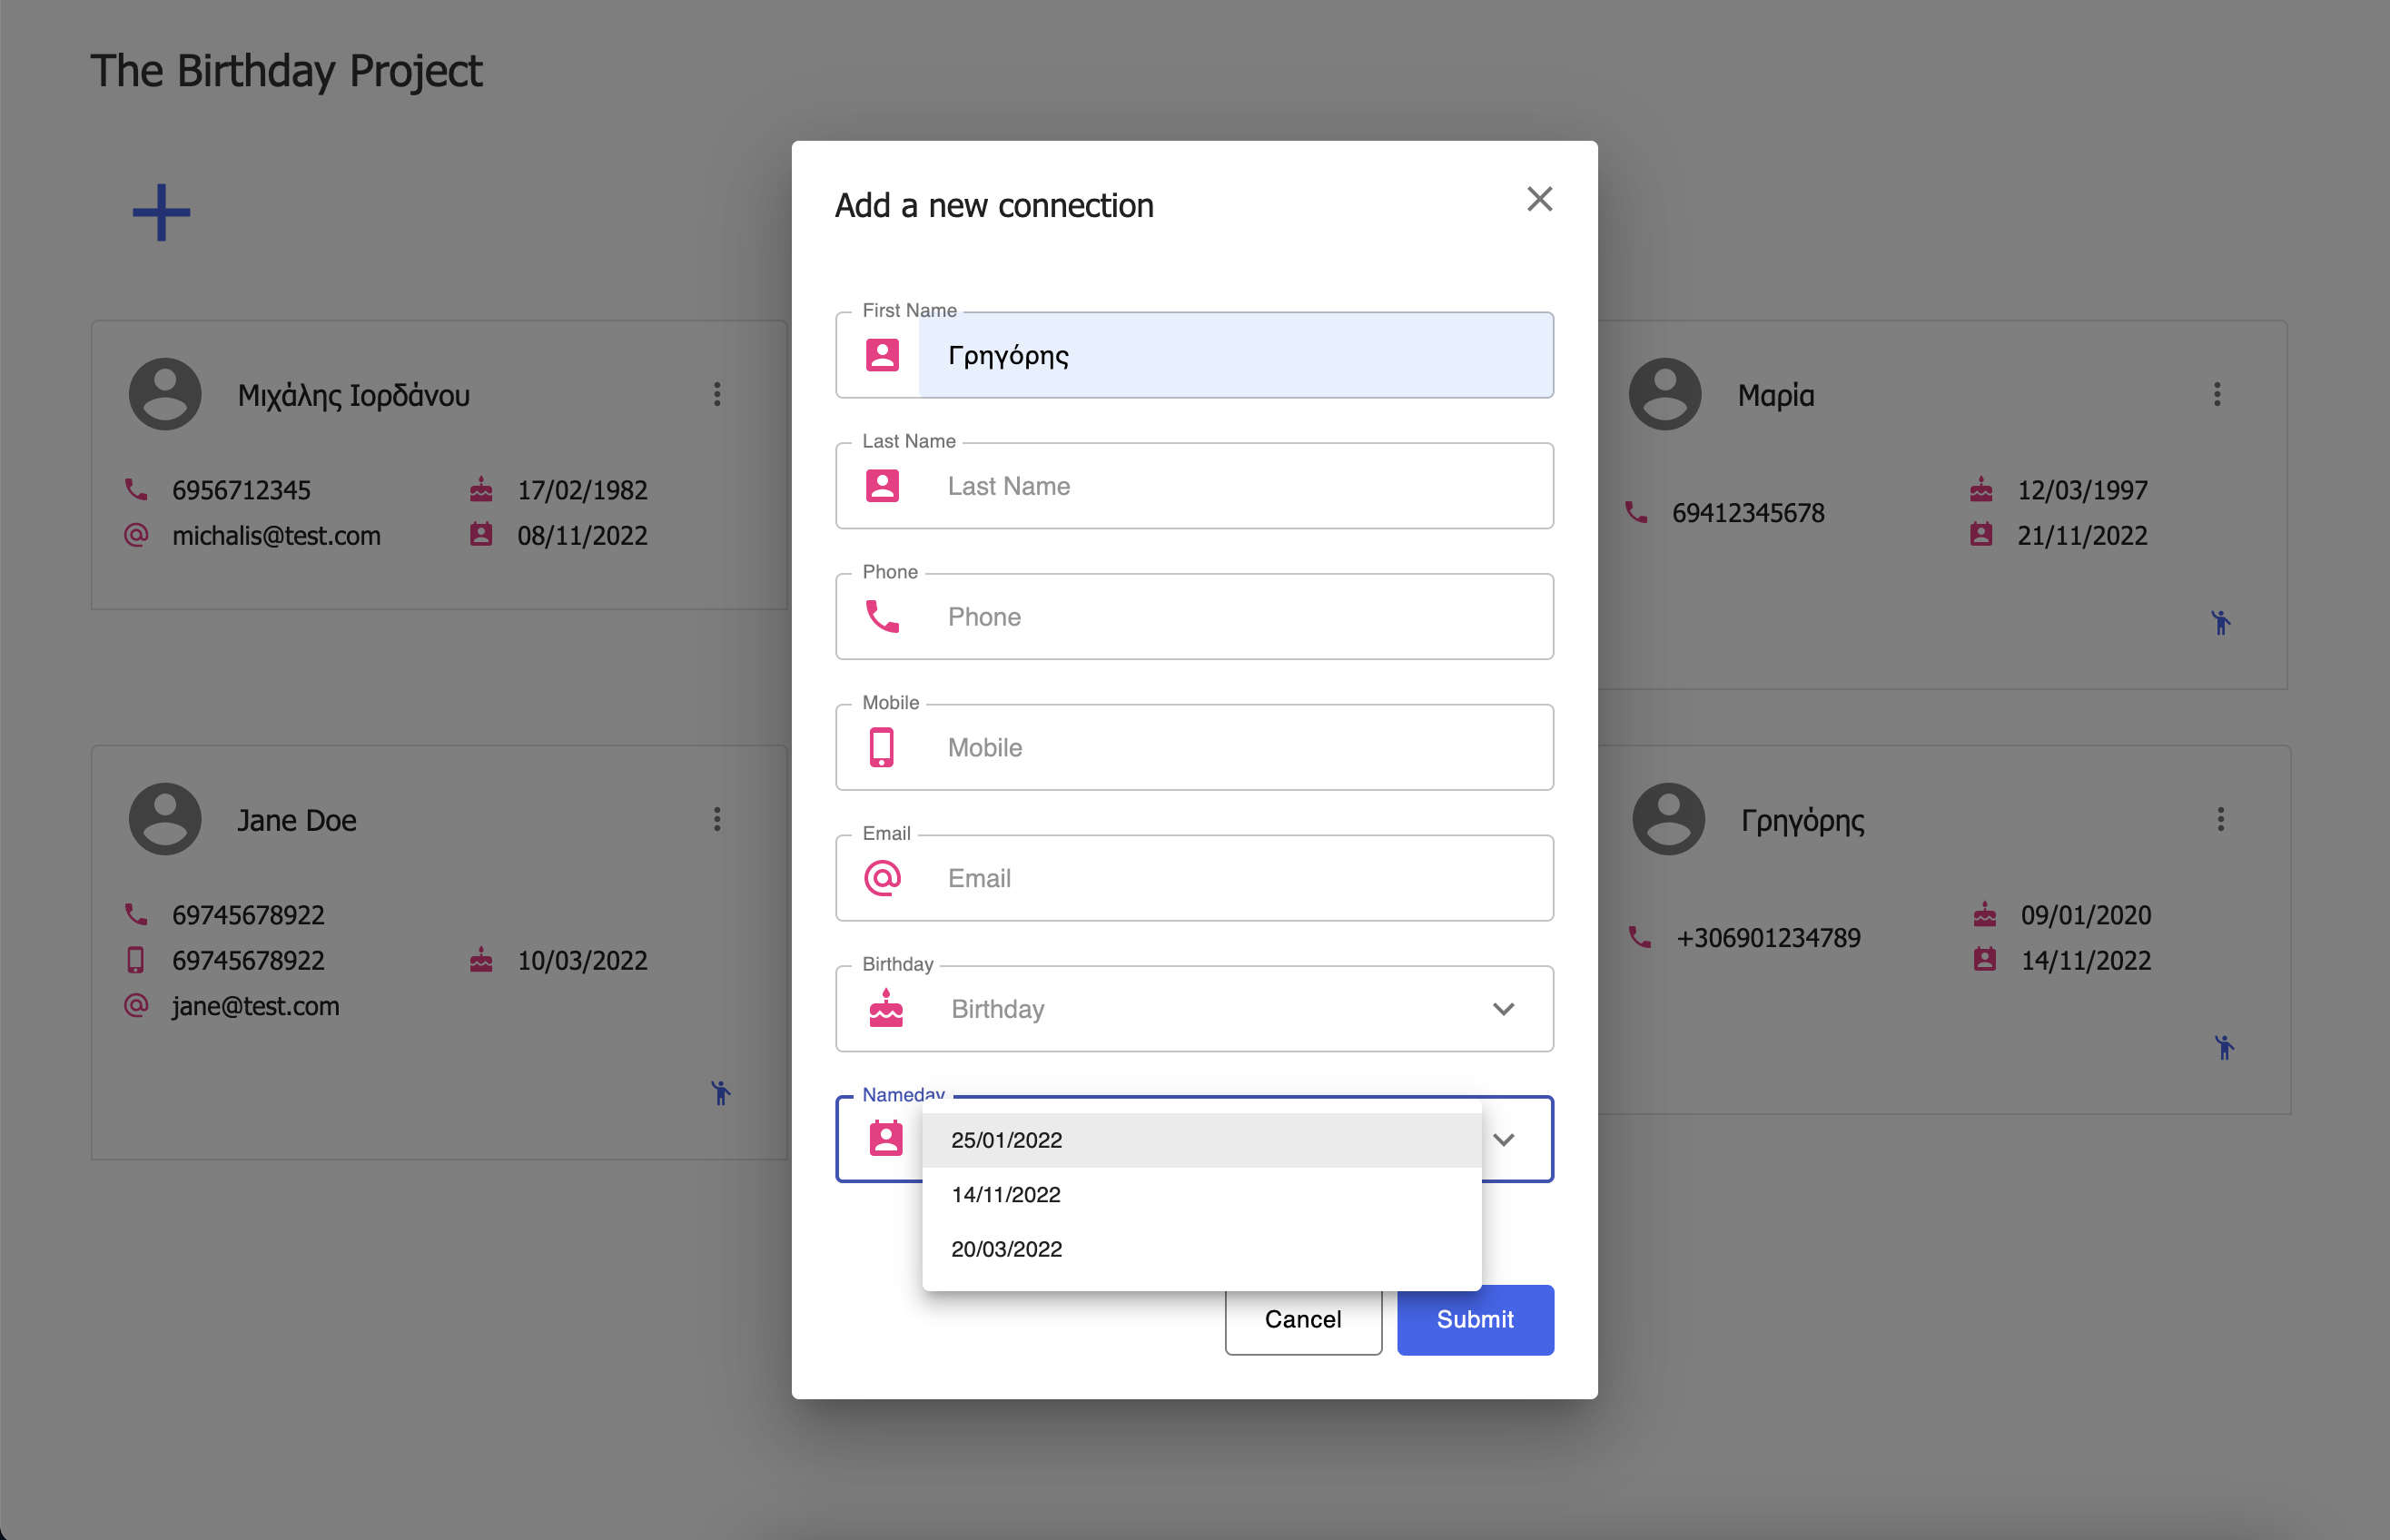 The Birthday Project
Μιχάλης Ιορδάνου
6956712345
17/02/1982
michalis@test.com
08/11/2022
Jane Doe
69745678922
69745678922
10/03/2022
jane@test.com
Add a new connection
First Name
Γρηγόρης
Last Name
Last Name
Phone
Phone
Mobile
Mobile
Email
Email
Birthday
Birthday
Nameday
25/01/2022
14/11/2022
20/03/2022
Cancel
Submit
Μαρία
69412345678
12/03/1997
21/11/2022
Γρηγόρης
+306901234789
09/01/2020
14/11/2022